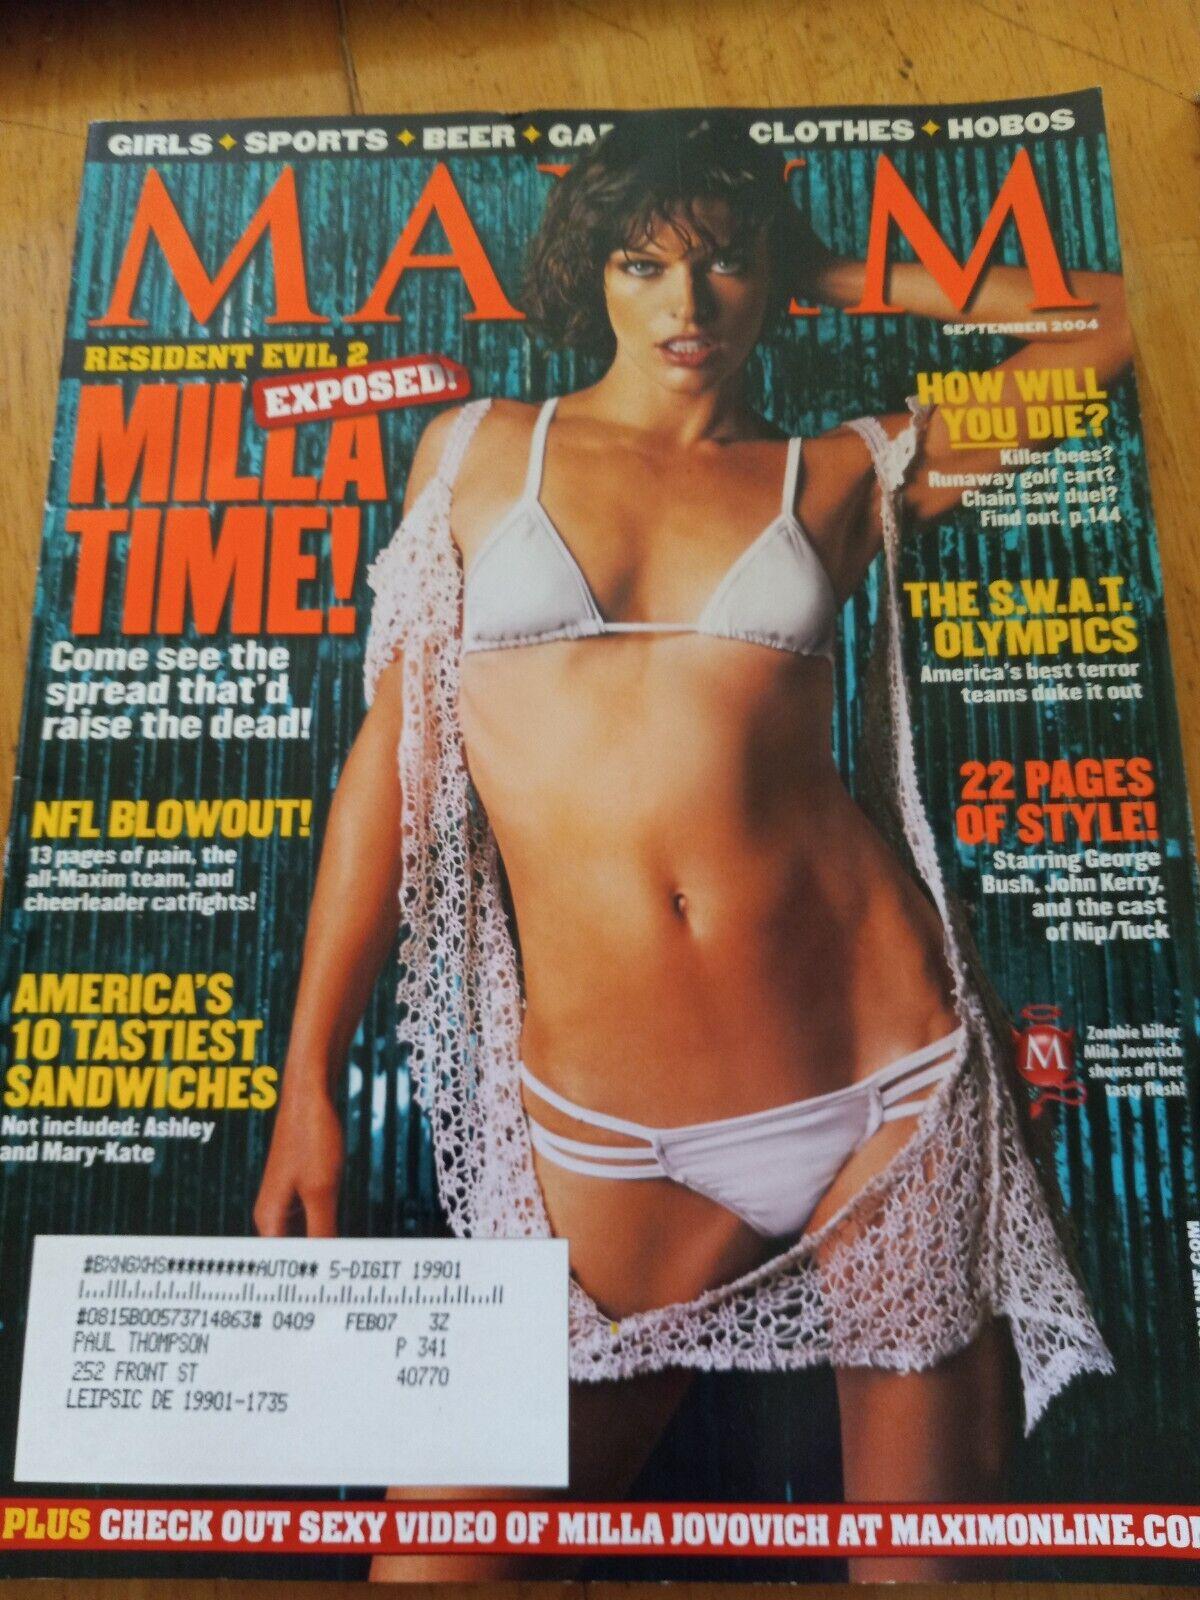 GIRLS ✦ SPORTS ✦ BEER ✦ GA CLOTHES ✦ HOBOS
MAXIM
SEPTEMBER 2004
RESIDENT EVIL 2
EXPOSED!
MILLA
TIME!
Come see the
spread that'd
raise the dead!
NFL BLOWOUT!
13 pages of pain, the
all-Maxim team, and
cheerleader catfights!
AMERICA'S
10 TASTIEST
SANDWICHES
Not included: Ashley
and Mary-Kate
HOW WILL
YOU DIE?
Killer bees?
Runaway golf cart?
Chain saw duel?
Find out, p.144
THE S.W.A.T.
OLYMPICS
America's best terror
teams duke it out
22 PAGES
OF STYLE!
Starring George
Bush, John Kerry,
and the cast
of Nip/Tuck
M
Zombie killer
Milla Jovovich
shows off her
tasty flesh!
#BXNGXHS*********AUTO** 5-DIGIT 19901
#0815B00573714863# 0409 FEB07 3Z
PAUL THOMPSON P 341
252 FRONT ST 40770
LEIPSIC DE 19901-1735
PLUS CHECK OUT SEXY VIDEO OF MILLA JOVOVICH AT MAXIMONLINE.CO